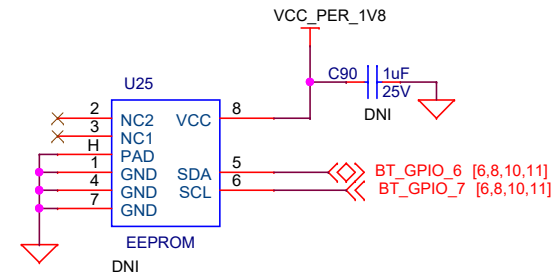 VCC_PER_1V8
C90 1uF
25V
DNI
U25
2 NC2 VCC 8
3 NC1
H PAD
1 GND SDA 5 BT_GPIO_6 [6,8,10,11]
4 GND SCL 6 BT_GPIO_7 [6,8,10,11]
7 GND
EEPROM
DNI